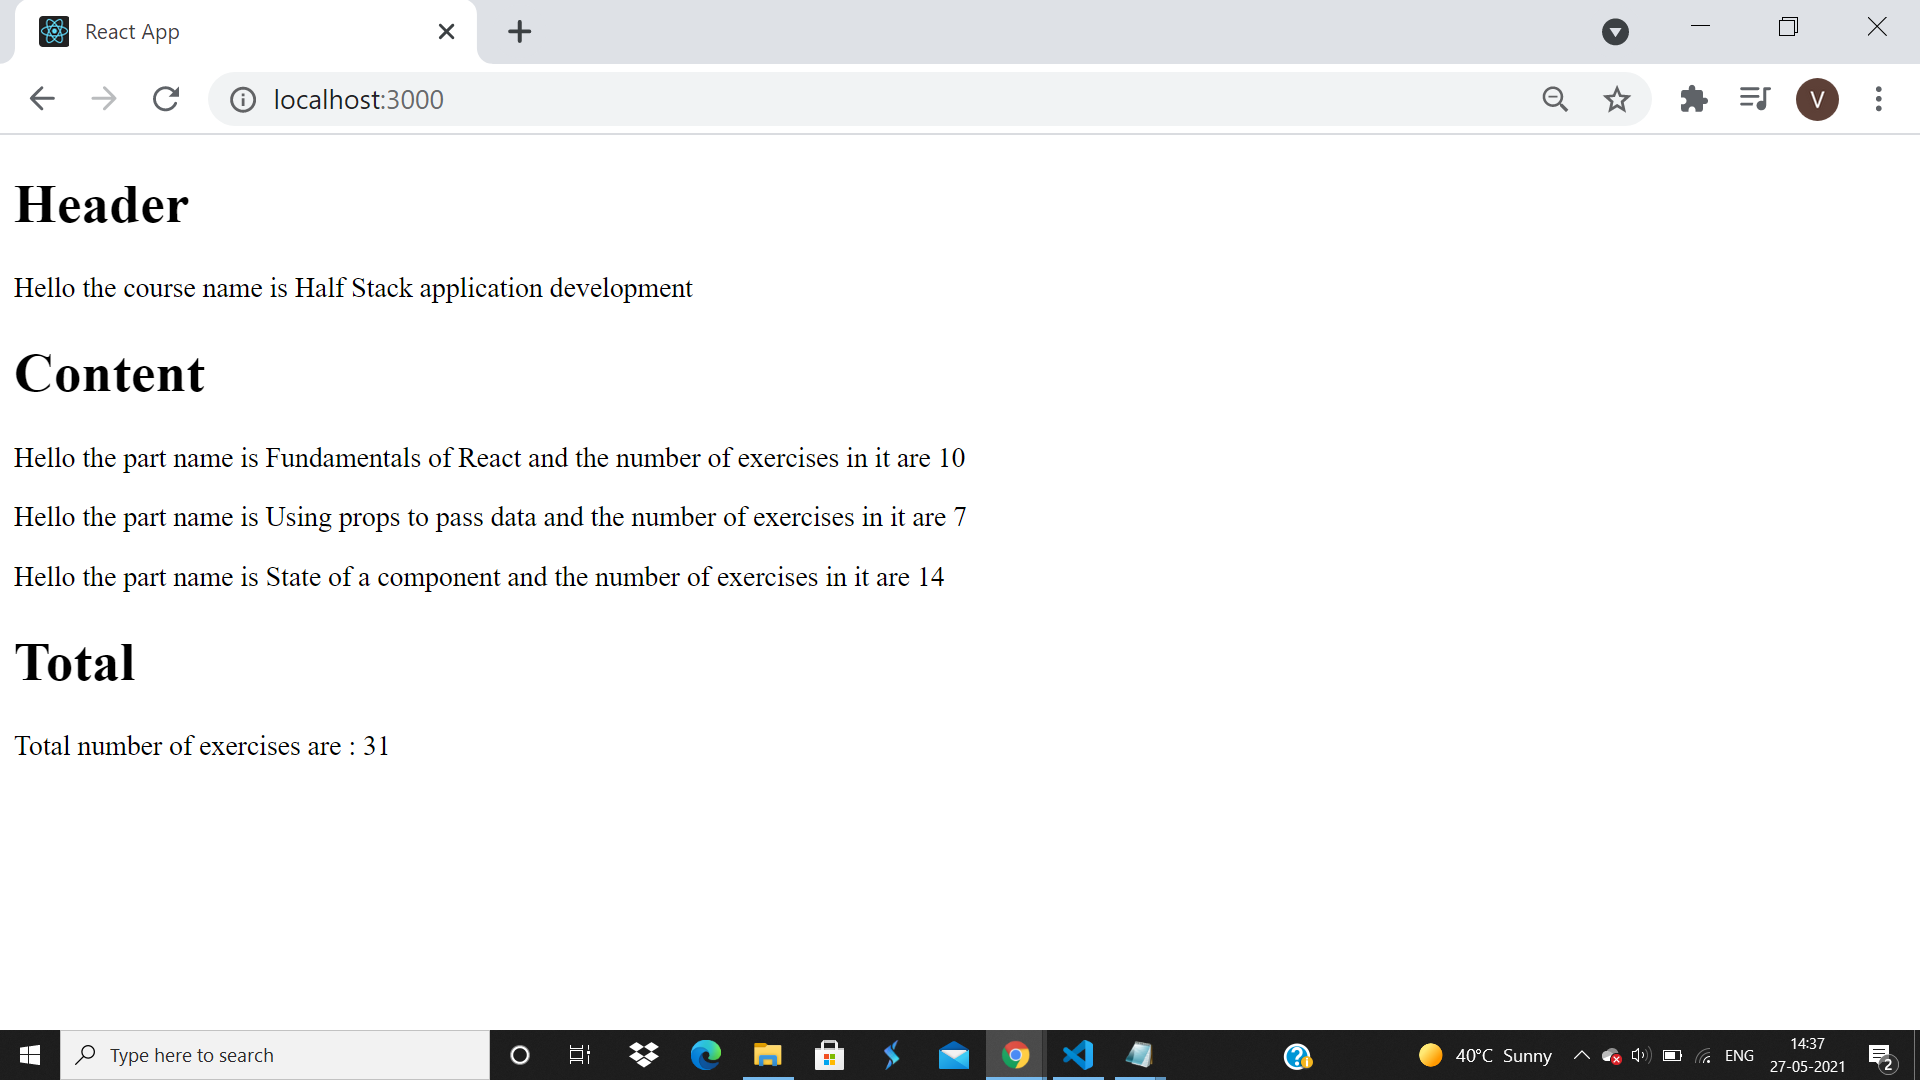 React App
localhost:3000
V
Header
Hello the course name is Half Stack application development
Content
Hello the part name is Fundamentals of React and the number of exercises in it are 10
Hello the part name is Using props to pass data and the number of exercises in it are 7
Hello the part name is State of a component and the number of exercises in it are 14
Total
Total number of exercises are : 31
Type here to search
40°C Sunny
ENG
14:37
27-05-2021
2